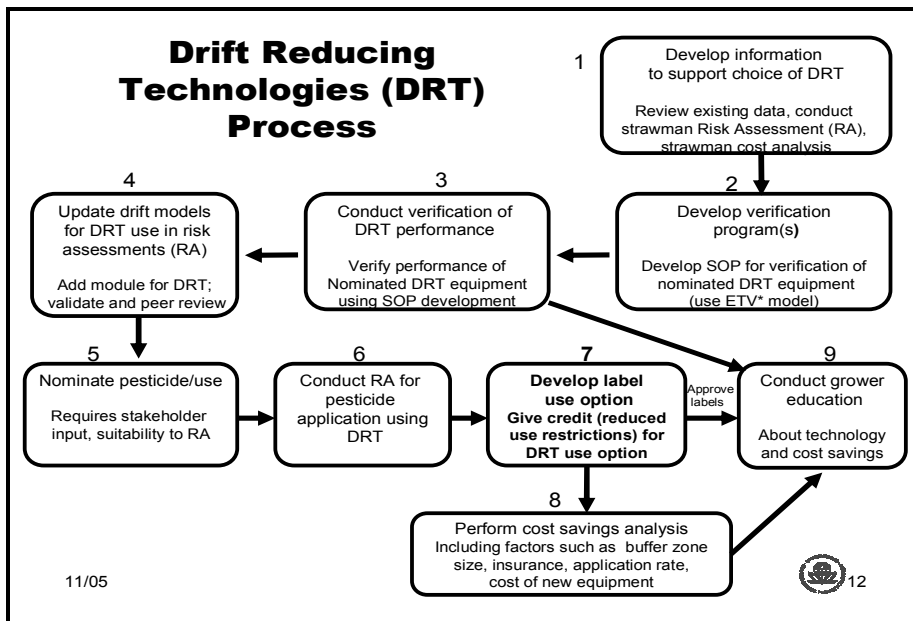 Drift Reducing
Technologies (DRT)
Process
1
Develop information
to support choice of DRT
Review existing data, conduct
strawman Risk Assessment (RA),
strawman cost analysis
2
Develop verification
program(s)
Develop SOP for verification of
nominated DRT equipment
(use ETV* model)
3
Conduct verification of
DRT performance
Verify performance of
Nominated DRT equipment
using SOP development
4
Update drift models
for DRT use in risk
assessments (RA)
Add module for DRT;
validate and peer review
5
Nominate pesticide/use
Requires stakeholder
input, suitability to RA
6
Conduct RA for
pesticide
application using
DRT
7
Develop label
use option
Give credit (reduced
use restrictions) for
DRT use option
Approve
labels
8
Perform cost savings analysis
Including factors such as buffer zone
size, insurance, application rate,
cost of new equipment
9
Conduct grower
education
About technology
and cost savings
11/05
12